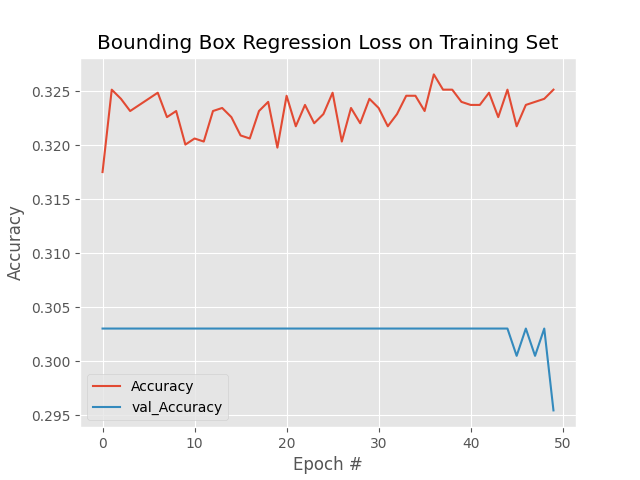 Bounding Box Regression Loss on Training Set
Accuracy
0.325
0.320
0.315
0.310
0.305
0.300
0.295
Accuracy
val_Accuracy
0 10 20 30 40 50
Epoch #